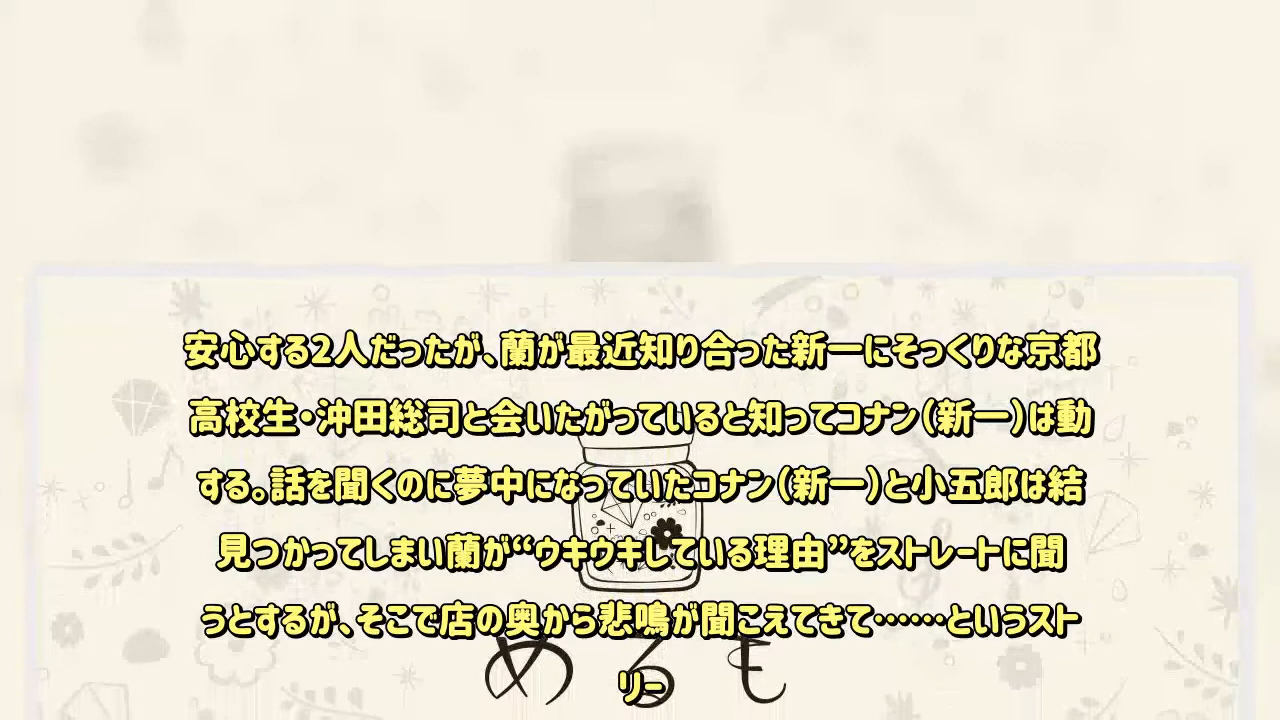 安心する2人だったが、蘭が最近知り合った新一にそっくりな京都
高校生・沖田総司と会いたがっていると知ってコナン(新一)は動
する。話を聞くのに夢中になっていたコナン(新一)と小五郎は結
見つかってしまい蘭が“ウキウキしている理由”をストレートに聞
うとするが、そこで店の奥から悲鳴が聞こえてきて……というスト
リー
めるも